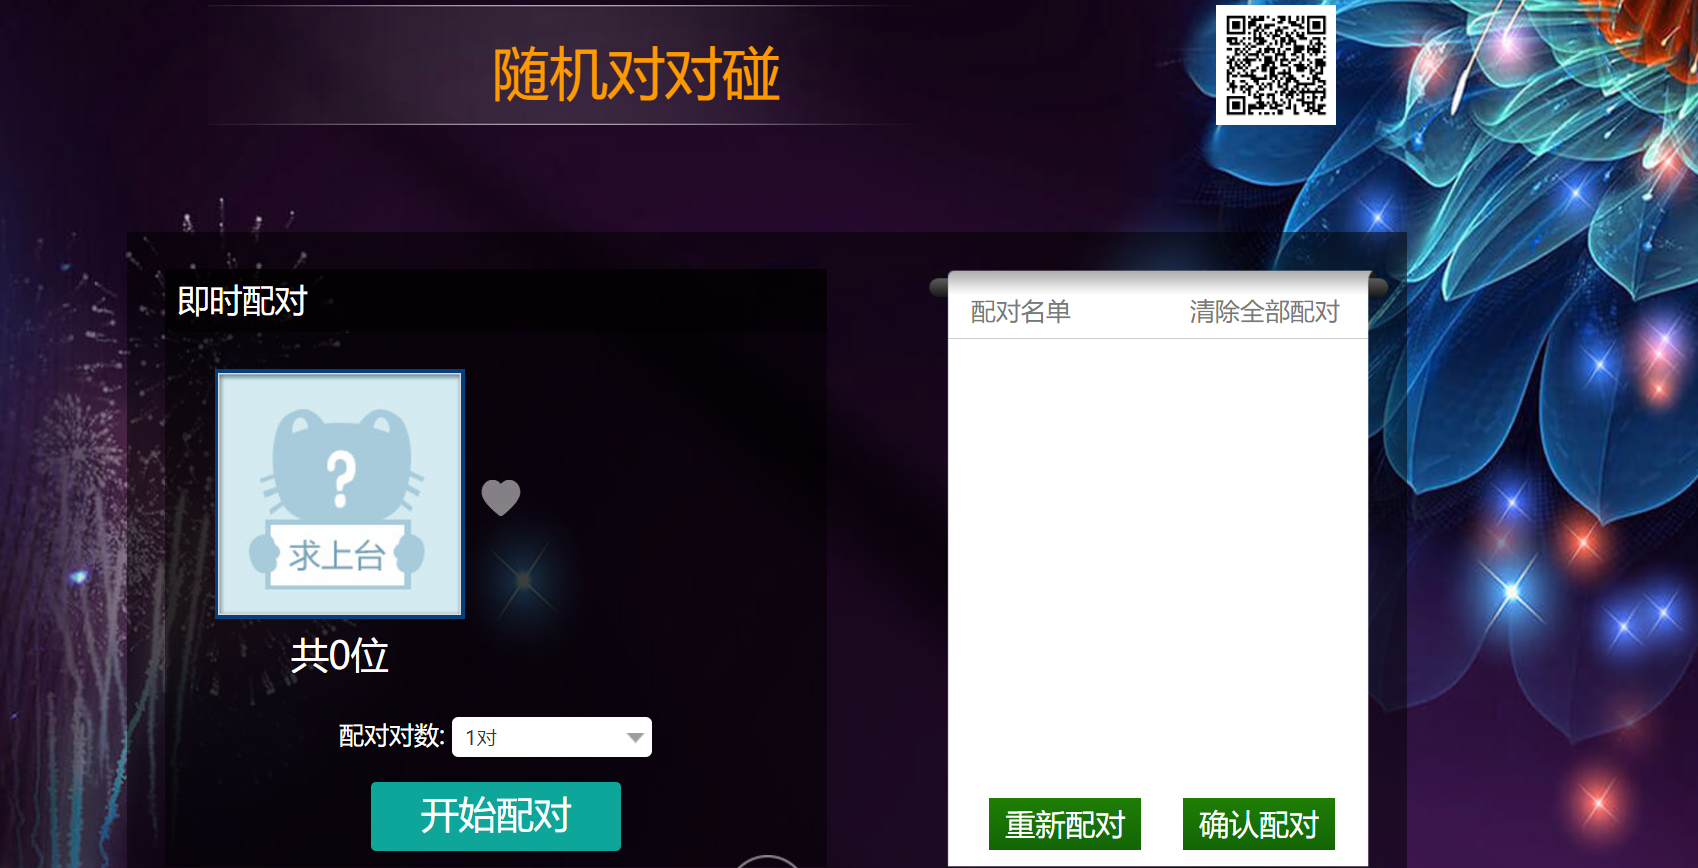 随机对对碰
即时配对
求上台
共0位
配对对数: 1对
开始配对
配对名单 清除全部配对
重新配对 确认配对